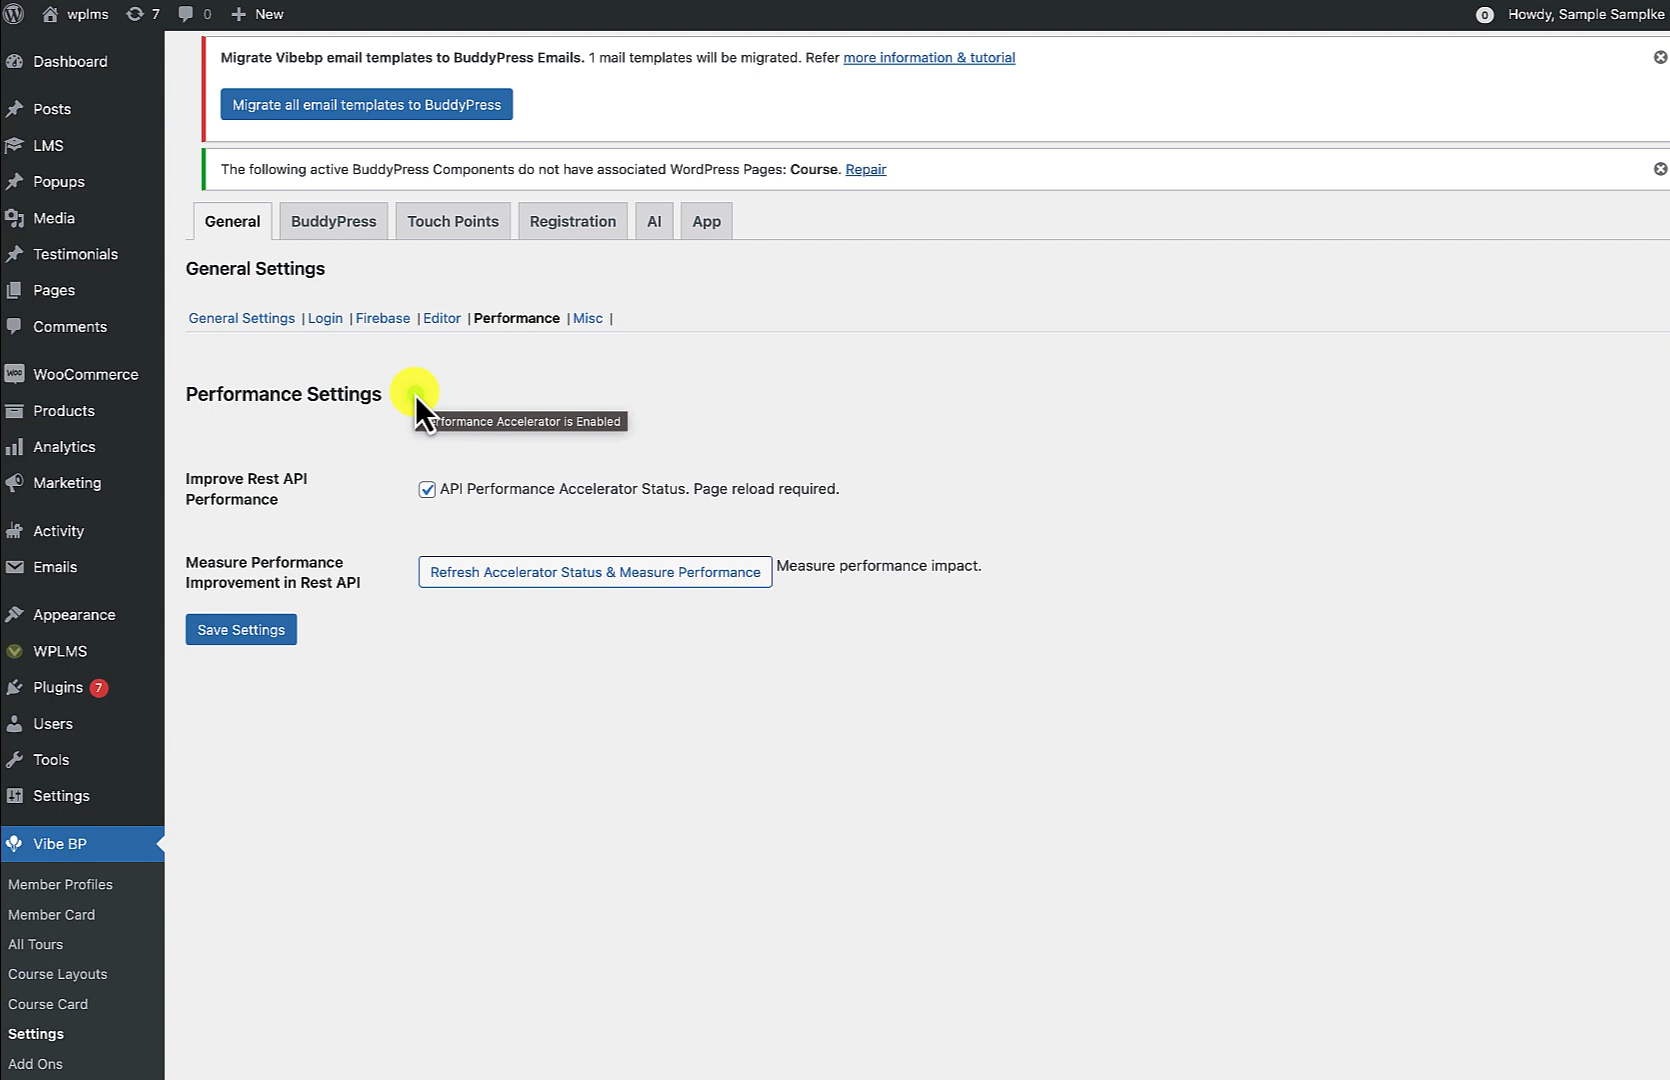 wplms 7 0 New Howdy, Sample Samplke 0
Dashboard
Posts
LMS
Popups
Media
Testimonials
Pages
Comments
WooCommerce
Products
Analytics
Marketing
Activity
Emails
Appearance
WPLMS
Plugins 7
Users
Tools
Settings
Vibe BP
Member Profiles
Member Card
All Tours
Course Layouts
Course Card
Settings
Add Ons
Migrate Vibebp email templates to BuddyPress Emails. 1 mail templates will be migrated. Refer more information & tutorial
Migrate all email templates to BuddyPress
The following active BuddyPress Components do not have associated WordPress Pages: Course. Repair
General BuddyPress Touch Points Registration AI App
General Settings
General Settings | Login | Firebase | Editor | Performance | Misc |
Performance Settings
formance Accelerator is Enabled
Improve Rest API
Performance
API Performance Accelerator Status. Page reload required.
Measure Performance
Improvement in Rest API
Refresh Accelerator Status & Measure Performance Measure performance impact.
Save Settings